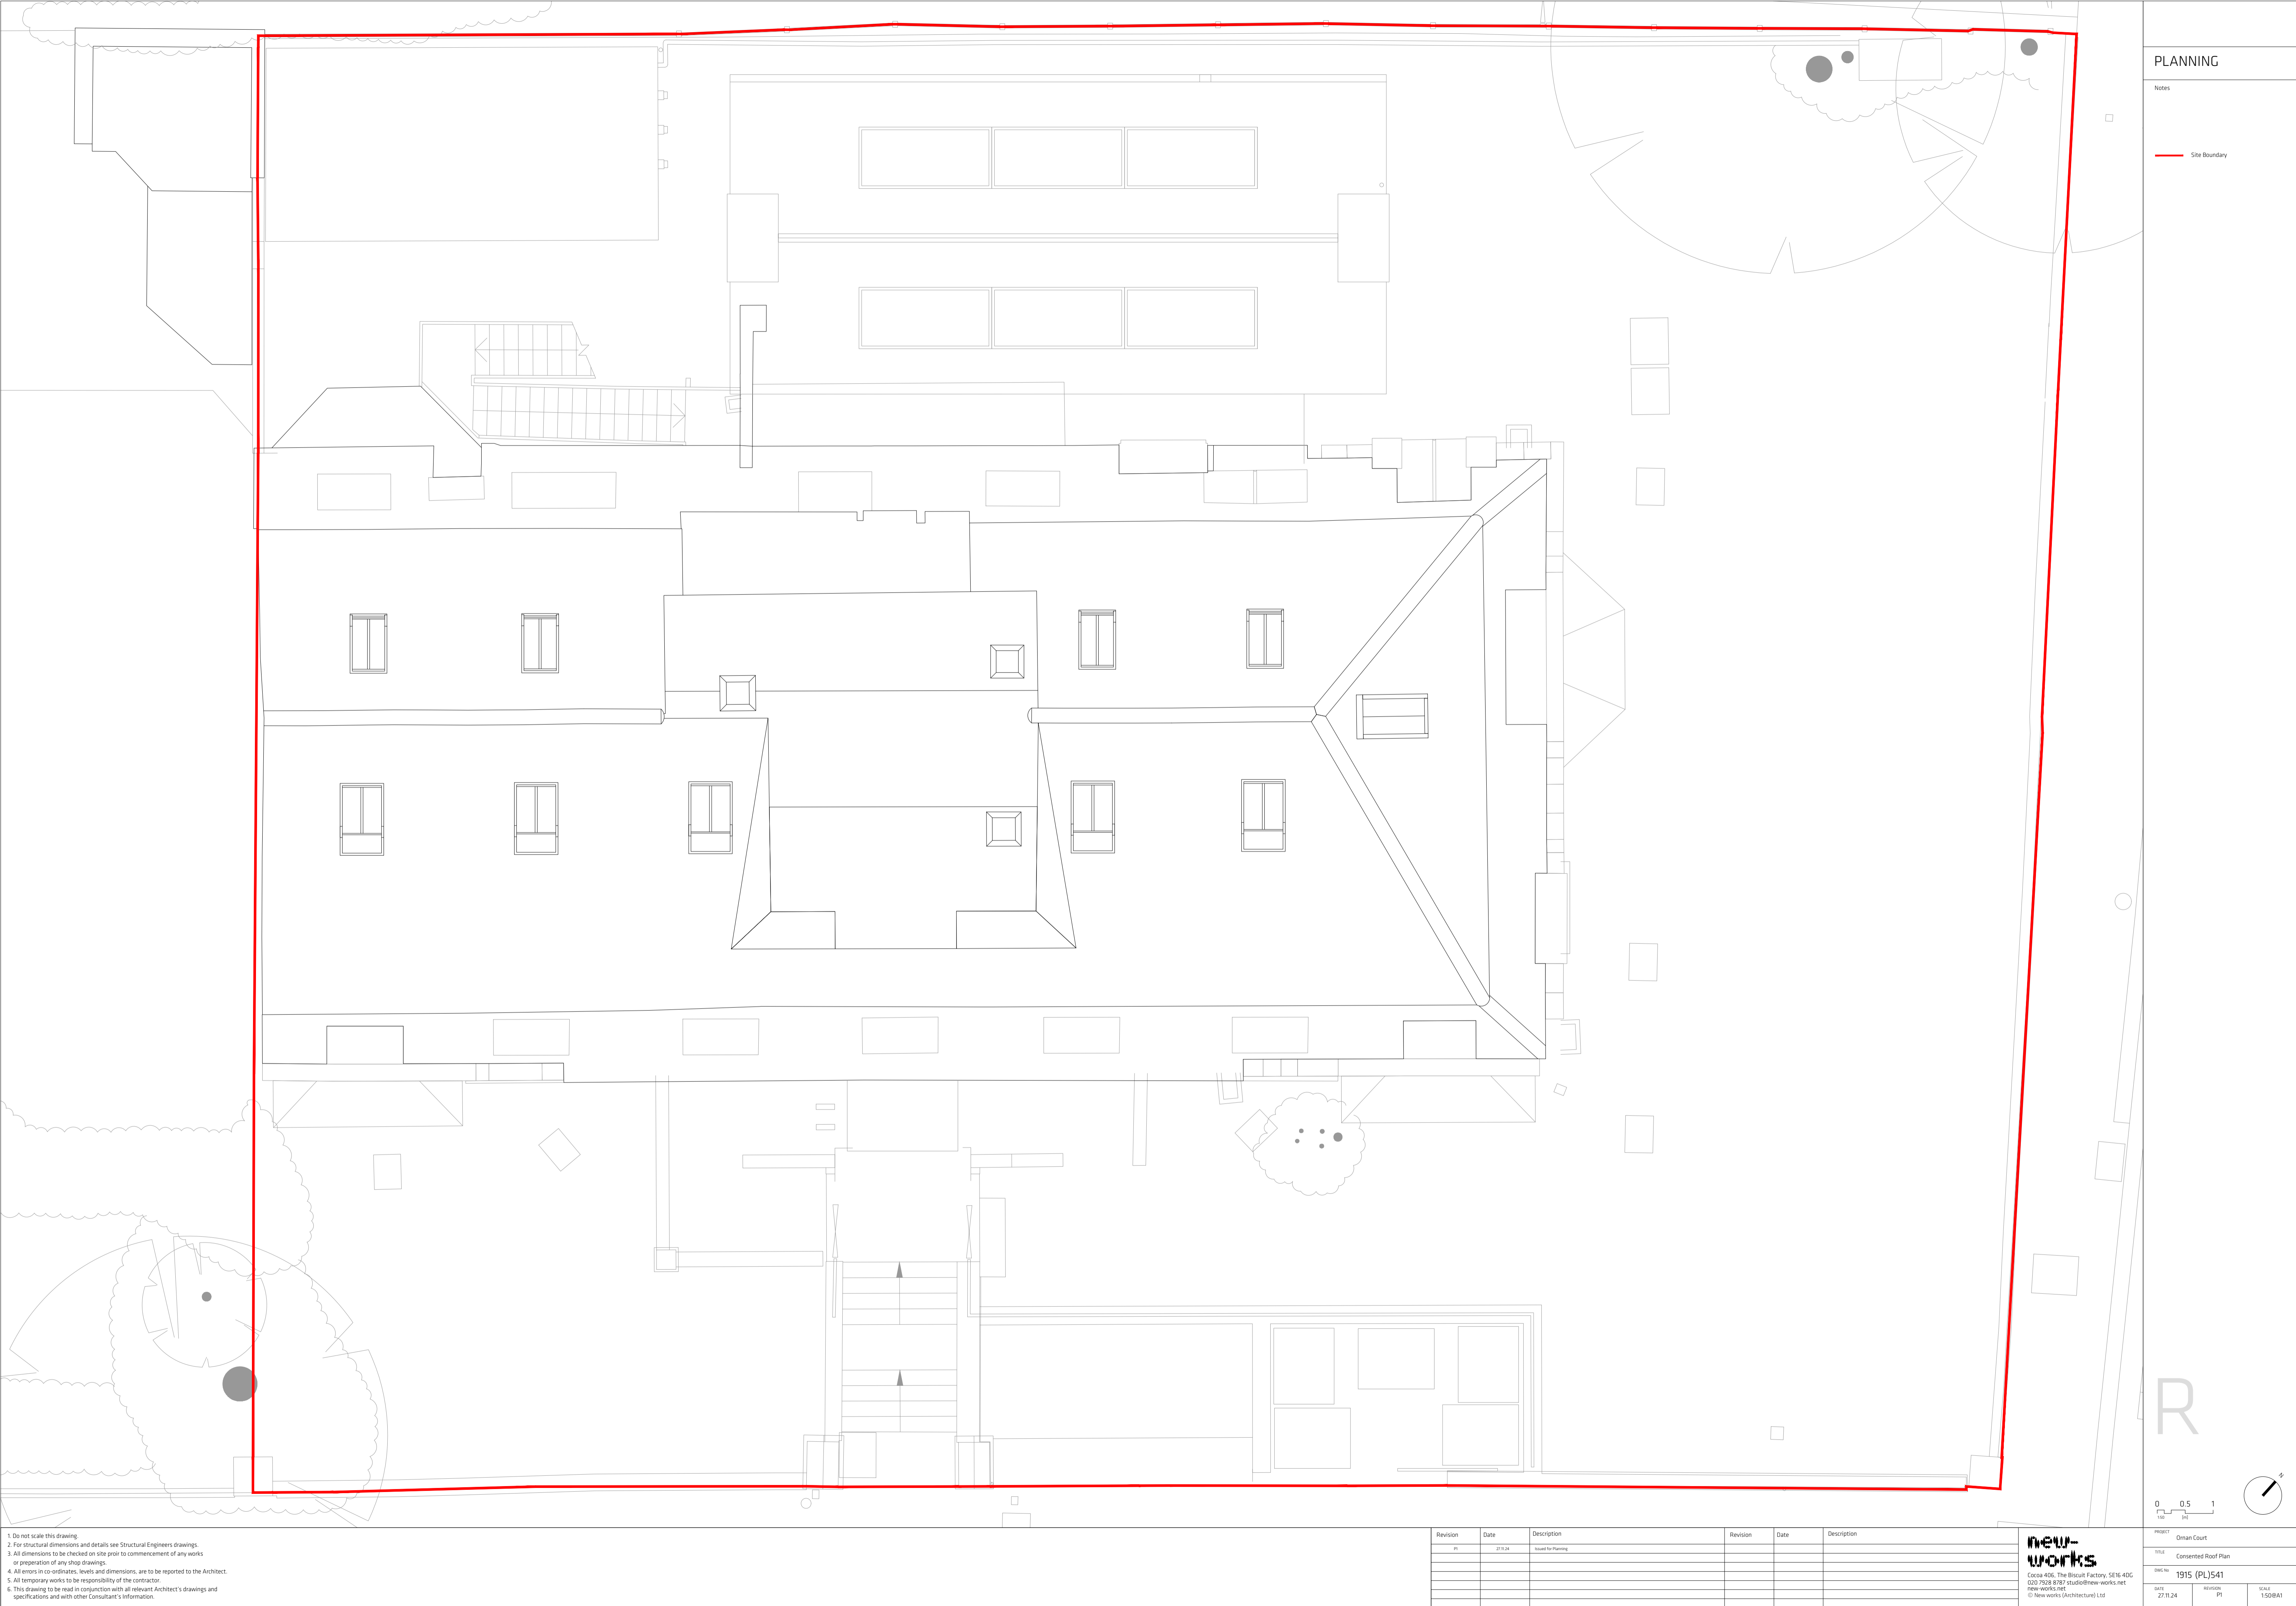 PLANNING
Notes
Site Boundary
R
N
0 0.5 1
1:50 [m]
1. Do not scale this drawing.
2. For structural dimensions and details see Structural Engineers drawings.
3. All dimensions to be checked on site proir to commencement of any works
or preperation of any shop drawings.
4. All errors in co-ordinates, levels and dimensions, are to be reported to the Architect.
5. All temporary works to be responsibility of the contractor.
6. This drawing to be read in conjunction with all relevant Architect's drawings and
specifications and with other Consultant's Information.
Revision Date Description Revision Date Description
P1 27.11.24 Issued for Planning
new-
works
Cocoa 406, The Biscuit Factory, SE16 4DG
020 7928 8787 studio@new-works.net
new-works.net
© New works (Architecture) Ltd
PROJECT
Ornan Court
TITLE
Consented Roof Plan
DWG No
1915 (PL)541
DATE REVISION SCALE
27.11.24 P1 1:50@A1